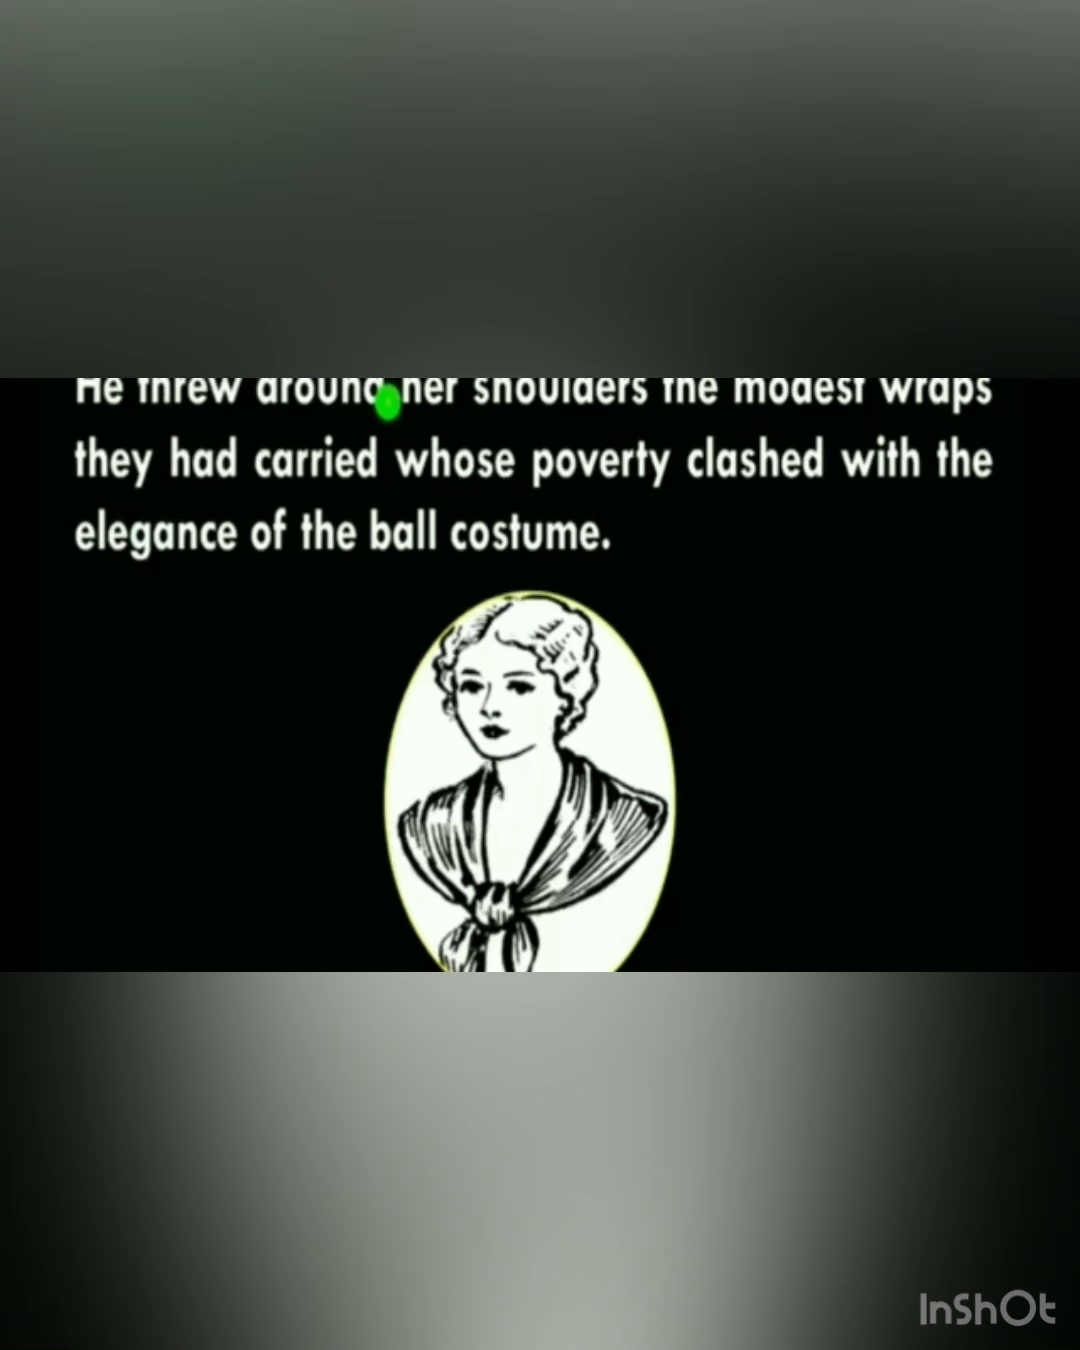 He threw around her shoulders the modest wraps
they had carried whose poverty clashed with the
elegance of the ball costume.
InShOt